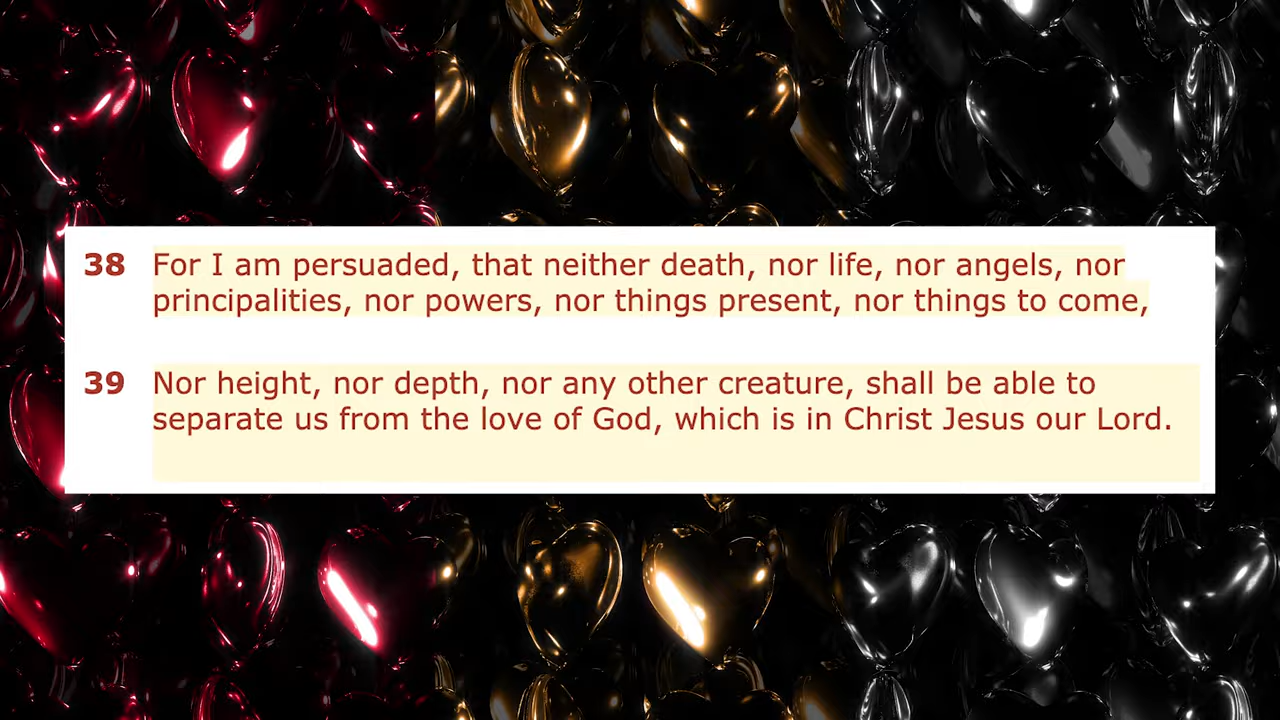 38 For I am persuaded, that neither death, nor life, nor angels, nor
principalities, nor powers, nor things present, nor things to come,
39 Nor height, nor depth, nor any other creature, shall be able to
separate us from the love of God, which is in Christ Jesus our Lord.